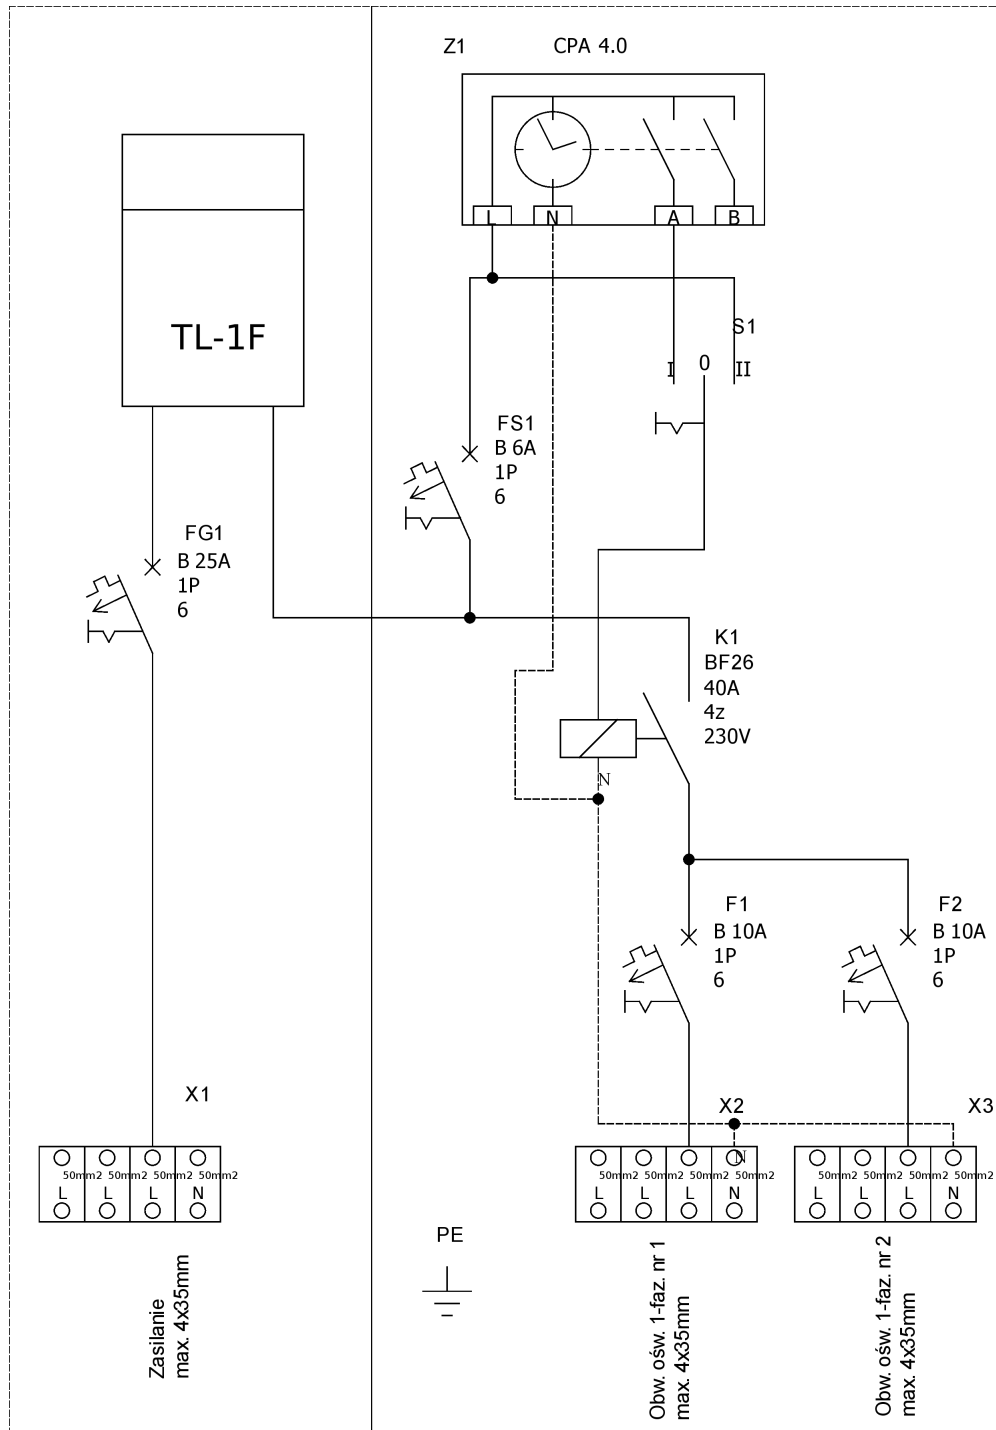 Z1
CPA 4.0
L
N
A
B
TL-1F
S1
I
0
II
FS1
B 6A
1P
6
FG1
B 25A
1P
6
K1
BF26
40A
4z
230V
N
F1
B 10A
1P
6
F2
B 10A
1P
6
X1
X2
X3
N
50mm2 50mm2 50mm2 50mm2
L L L N
50mm2 50mm2 50mm2 50mm2
L L L N
50mm2 50mm2 50mm2 50mm2
L L L N
PE
Zasilanie
max. 4x35mm
Obw. ośw. 1-faz. nr 1
max. 4x35mm
Obw. ośw. 1-faz. nr 2
max. 4x35mm